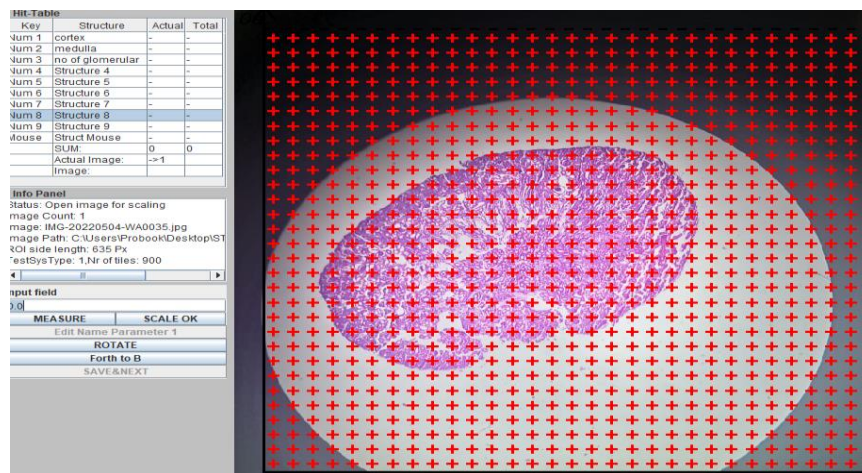 Hit-Table
Key Structure Actual Total
Num 1 cortex - -
Num 2 medulla - -
Num 3 no of glomerular - -
Num 4 Structure 4 - -
Num 5 Structure 5 - -
Num 6 Structure 6 - -
Num 7 Structure 7 - -
Num 8 Structure 8 - -
Num 9 Structure 9 - -
Mouse Struct Mouse - -
SUM: 0 0
Actual Image: ->1
Image:
Info Panel
Status: Open image for scaling
Image Count: 1
Image: IMG-20220504-WA0035.jpg
Image Path: C:\Users\Probook\Desktop\ST
ROI side length: 635 Px
TestSysType: 1,Nr of tiles: 900
Input field
0.0
MEASURE SCALE OK
Edit Name Parameter 1
ROTATE
Forth to B
SAVE&NEXT